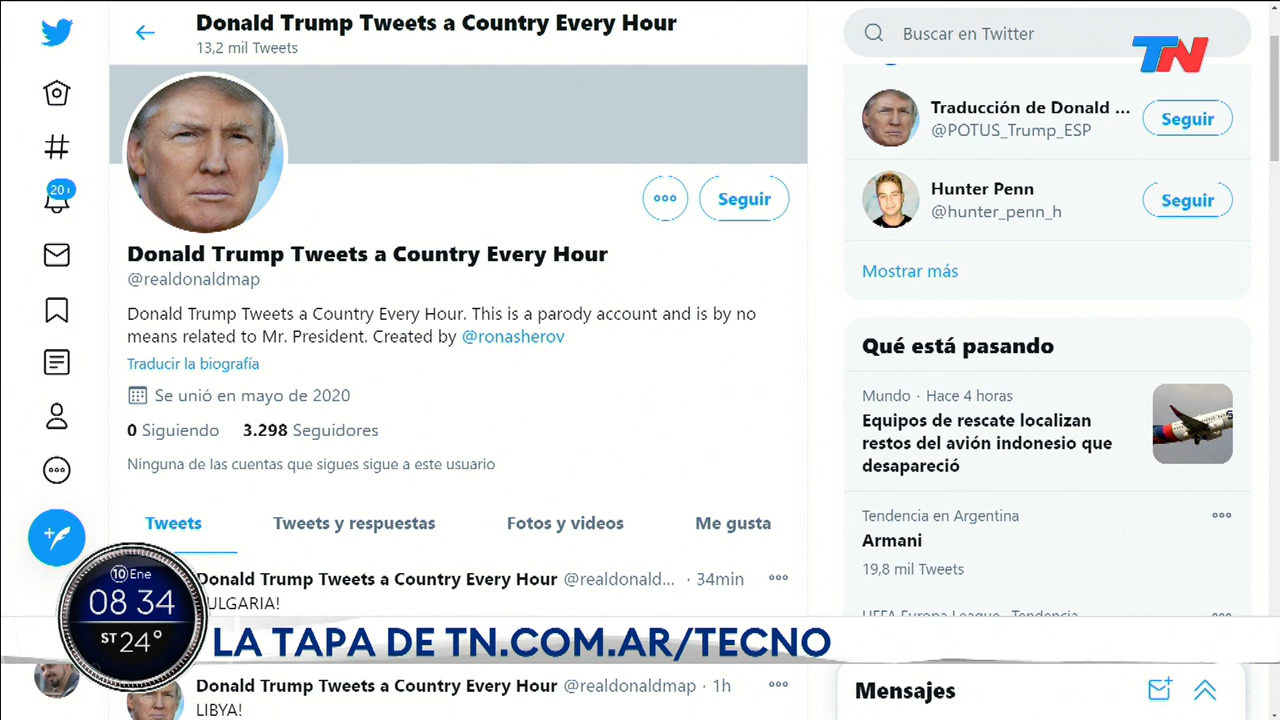 Donald Trump Tweets a Country Every Hour
13,2 mil Tweets
Buscar en Twitter
TN
Traducción de Donald ...
@POTUS_Trump_ESP
Seguir
Hunter Penn
@hunter_penn_h
Seguir
Mostrar más
20+
Seguir
Donald Trump Tweets a Country Every Hour
@realdonaldmap
Donald Trump Tweets a Country Every Hour. This is a parody account and is by no
means related to Mr. President. Created by @ronasherov
Traducir la biografía
Se unió en mayo de 2020
0 Siguiendo 3.298 Seguidores
Ninguna de las cuentas que sigues sigue a este usuario
Tweets Tweets y respuestas Fotos y videos Me gusta
Donald Trump Tweets a Country Every Hour @realdonald... · 34min
ULGARIA!
Donald Trump Tweets a Country Every Hour @realdonaldmap · 1h
LIBYA!
Qué está pasando
Mundo · Hace 4 horas
Equipos de rescate localizan
restos del avión indonesio que
desapareció
Tendencia en Argentina
Armani
19,8 mil Tweets
UEFA Europa League · Tendencia
Mensajes
10 Ene
08 34
ST 24°
LA TAPA DE TN.COM.AR/TECNO